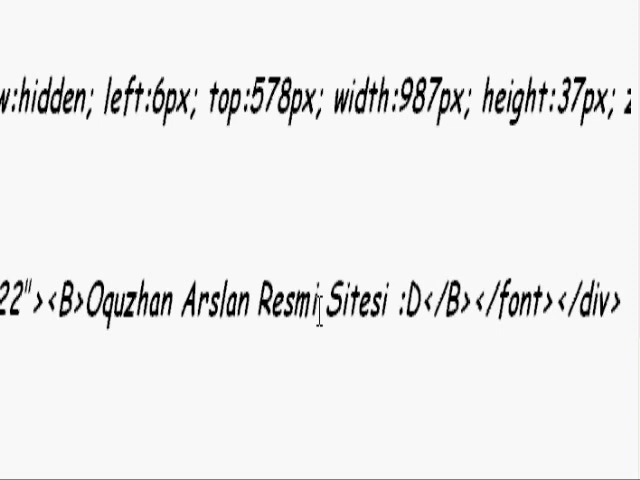 w:hidden; left:6px; top:578px; width:987px; height:37px; z
22"><B>Oquzhan Arslan Resmi Sitesi :D</B></font></div>